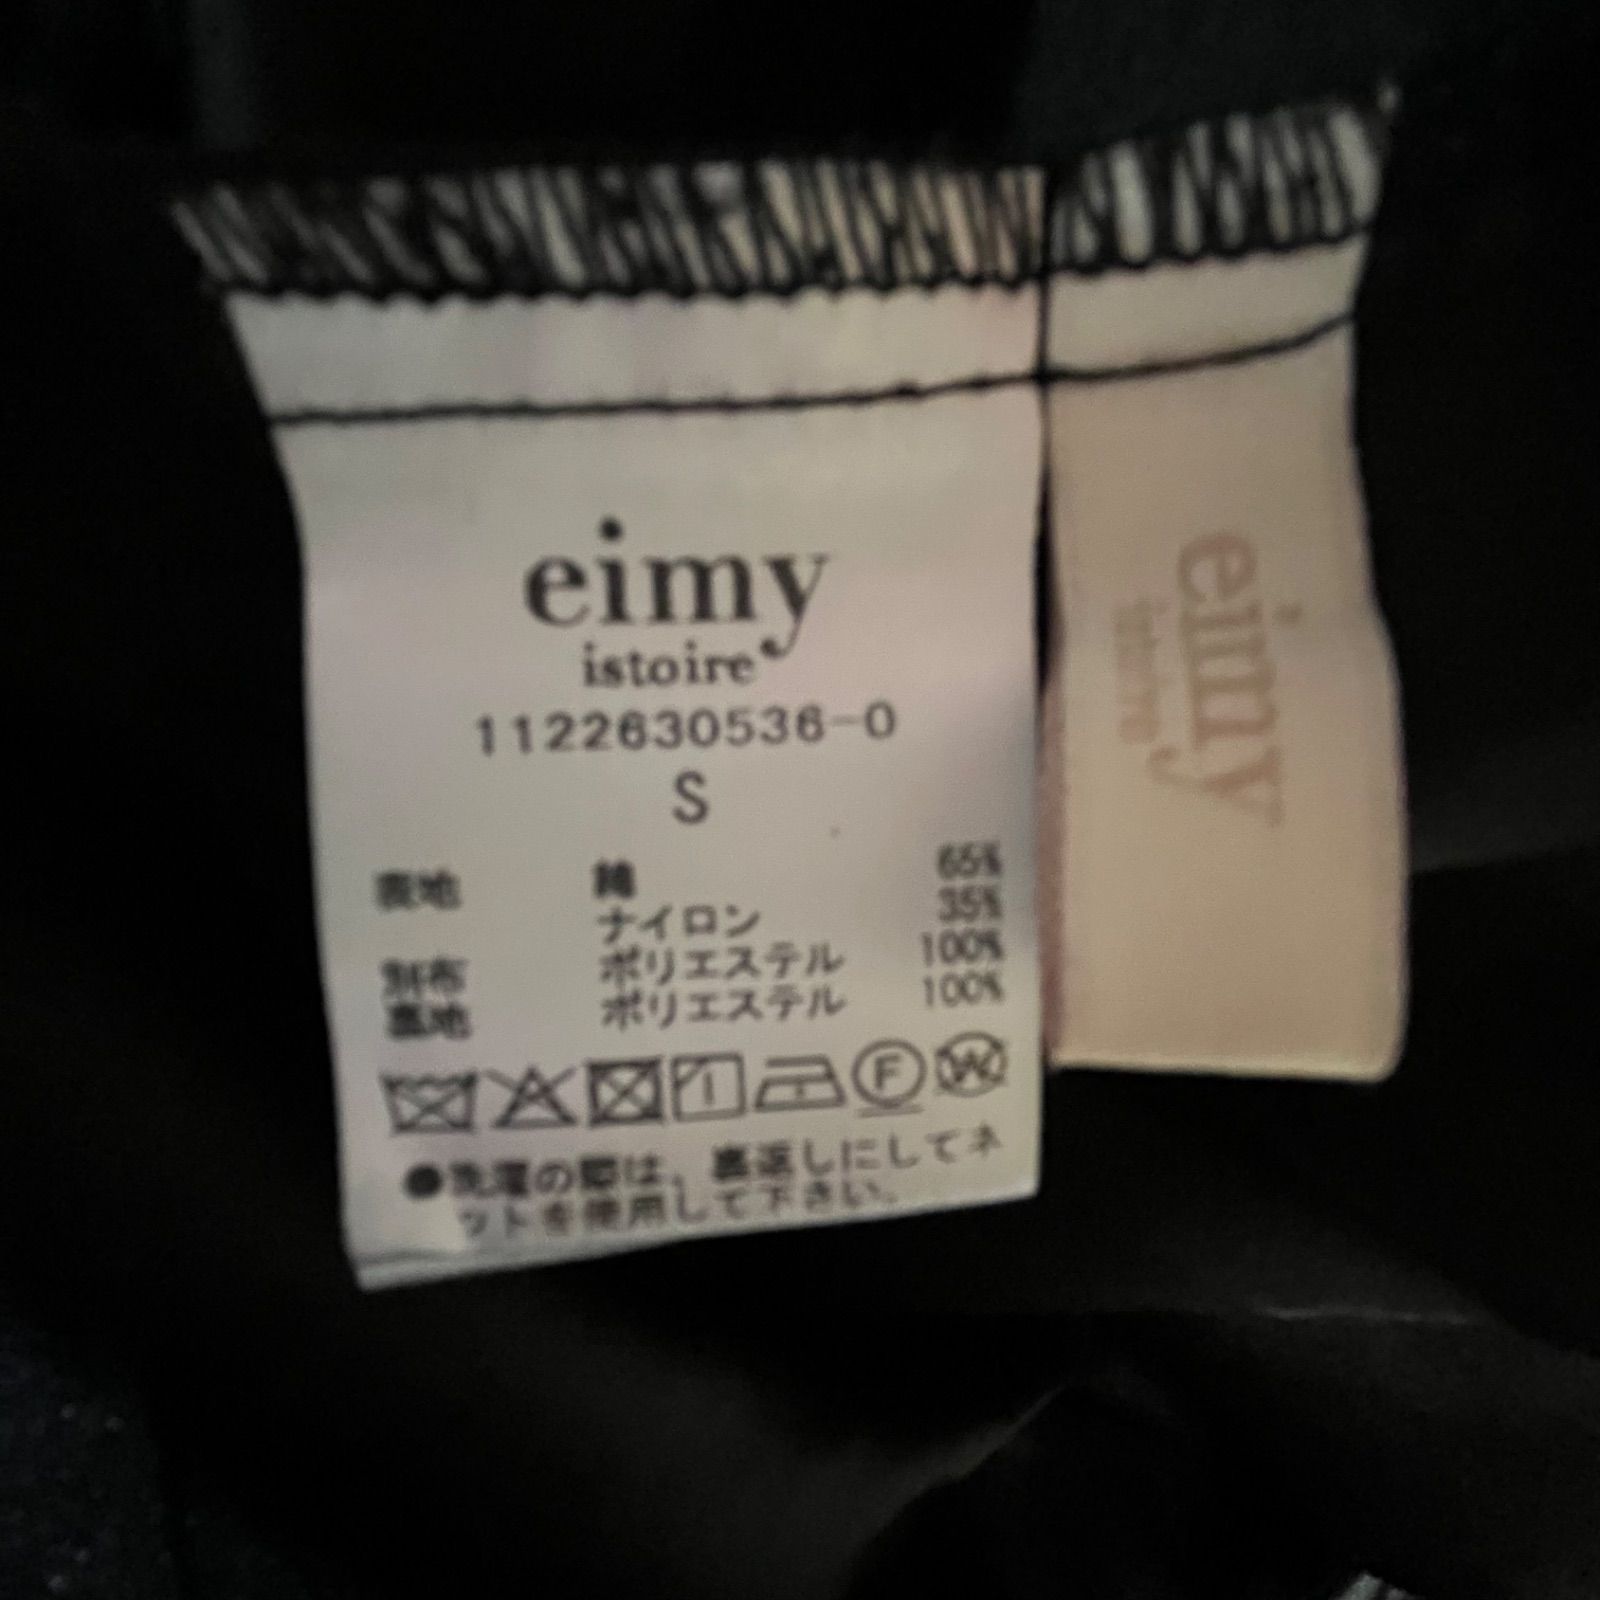 eimy
istoire
1122630536-0
S
表地 綿 65%
ナイロン 35%
別布 ポリエステル 100%
裏地 ポリエステル 100%
F W
●洗濯の際は、裏返しにしてネ
ットを使用して下さい。
eimy
istoire